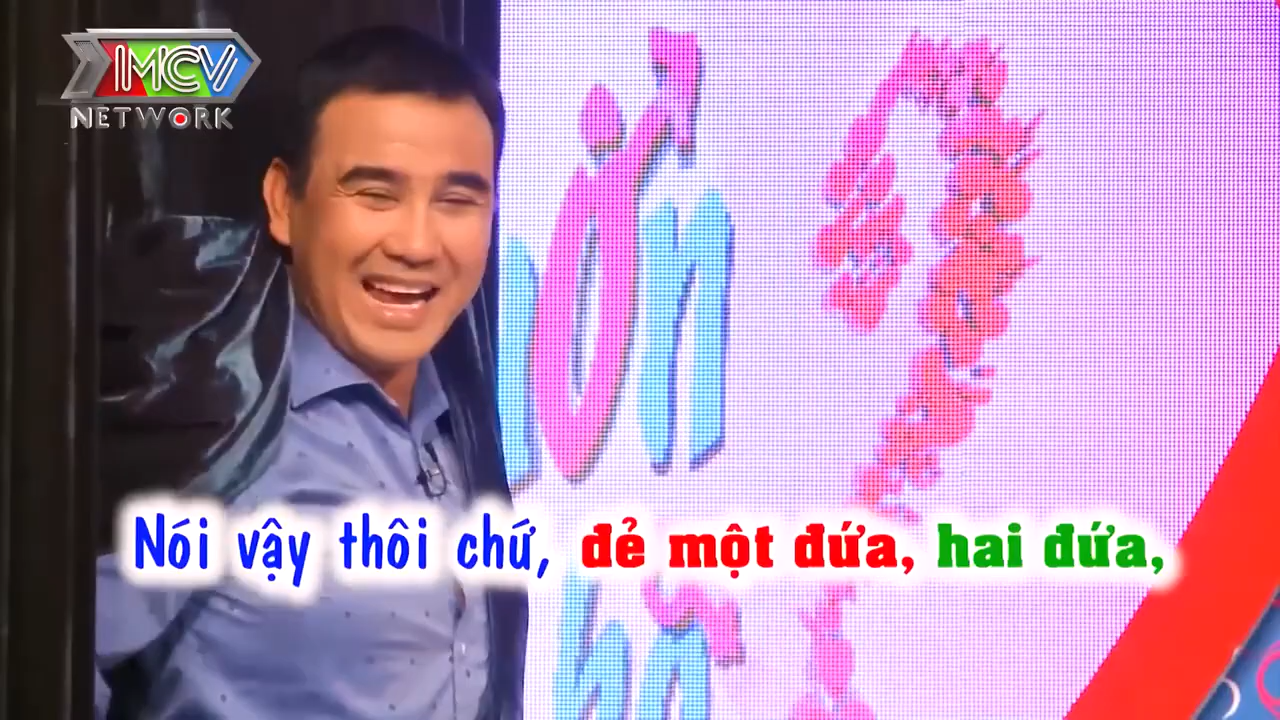 MCV
NETWORK
Nói vậy thôi chứ, đẻ một đứa, hai đứa,